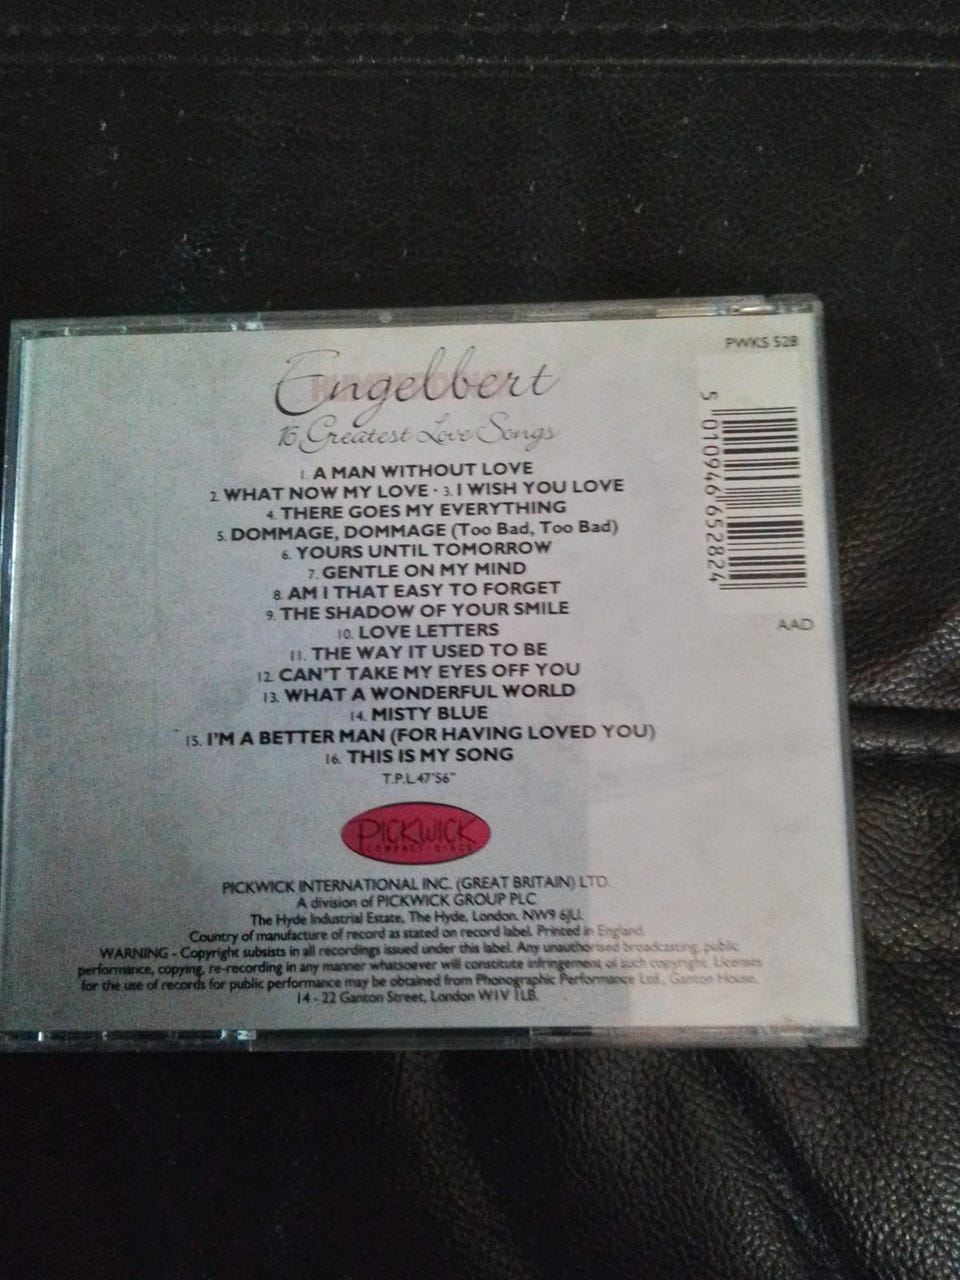 PWKS 528
Engelbert
16 Greatest Love Songs
1. A MAN WITHOUT LOVE
2. WHAT NOW MY LOVE · 3. I WISH YOU LOVE
4. THERE GOES MY EVERYTHING
5. DOMMAGE, DOMMAGE (Too Bad, Too Bad)
6. YOURS UNTIL TOMORROW
7. GENTLE ON MY MIND
8. AM I THAT EASY TO FORGET
9. THE SHADOW OF YOUR SMILE
10. LOVE LETTERS
11. THE WAY IT USED TO BE
12. CAN'T TAKE MY EYES OFF YOU
13. WHAT A WONDERFUL WORLD
14. MISTY BLUE
15. I'M A BETTER MAN (FOR HAVING LOVED YOU)
16. THIS IS MY SONG
T.P.L.47'56"
5 010946 652824
AAD
PICKWICK
COMPACT·DISCS
PICKWICK INTERNATIONAL INC. (GREAT BRITAIN) LTD.
A division of PICKWICK GROUP PLC
The Hyde Industrial Estate, The Hyde, London. NW9 6JU.
Country of manufacture of record as stated on record label. Printed in England.
WARNING - Copyright subsists in all recordings issued under this label. Any unauthorised broadcasting, public
performance, copying, re-recording in any manner whatsoever will constitute infringement of such copyright. Licenses
for the use of records for public performance may be obtained from Phonographic Performance Ltd., Ganton House,
14 - 22 Ganton Street, London W1V 1LB.